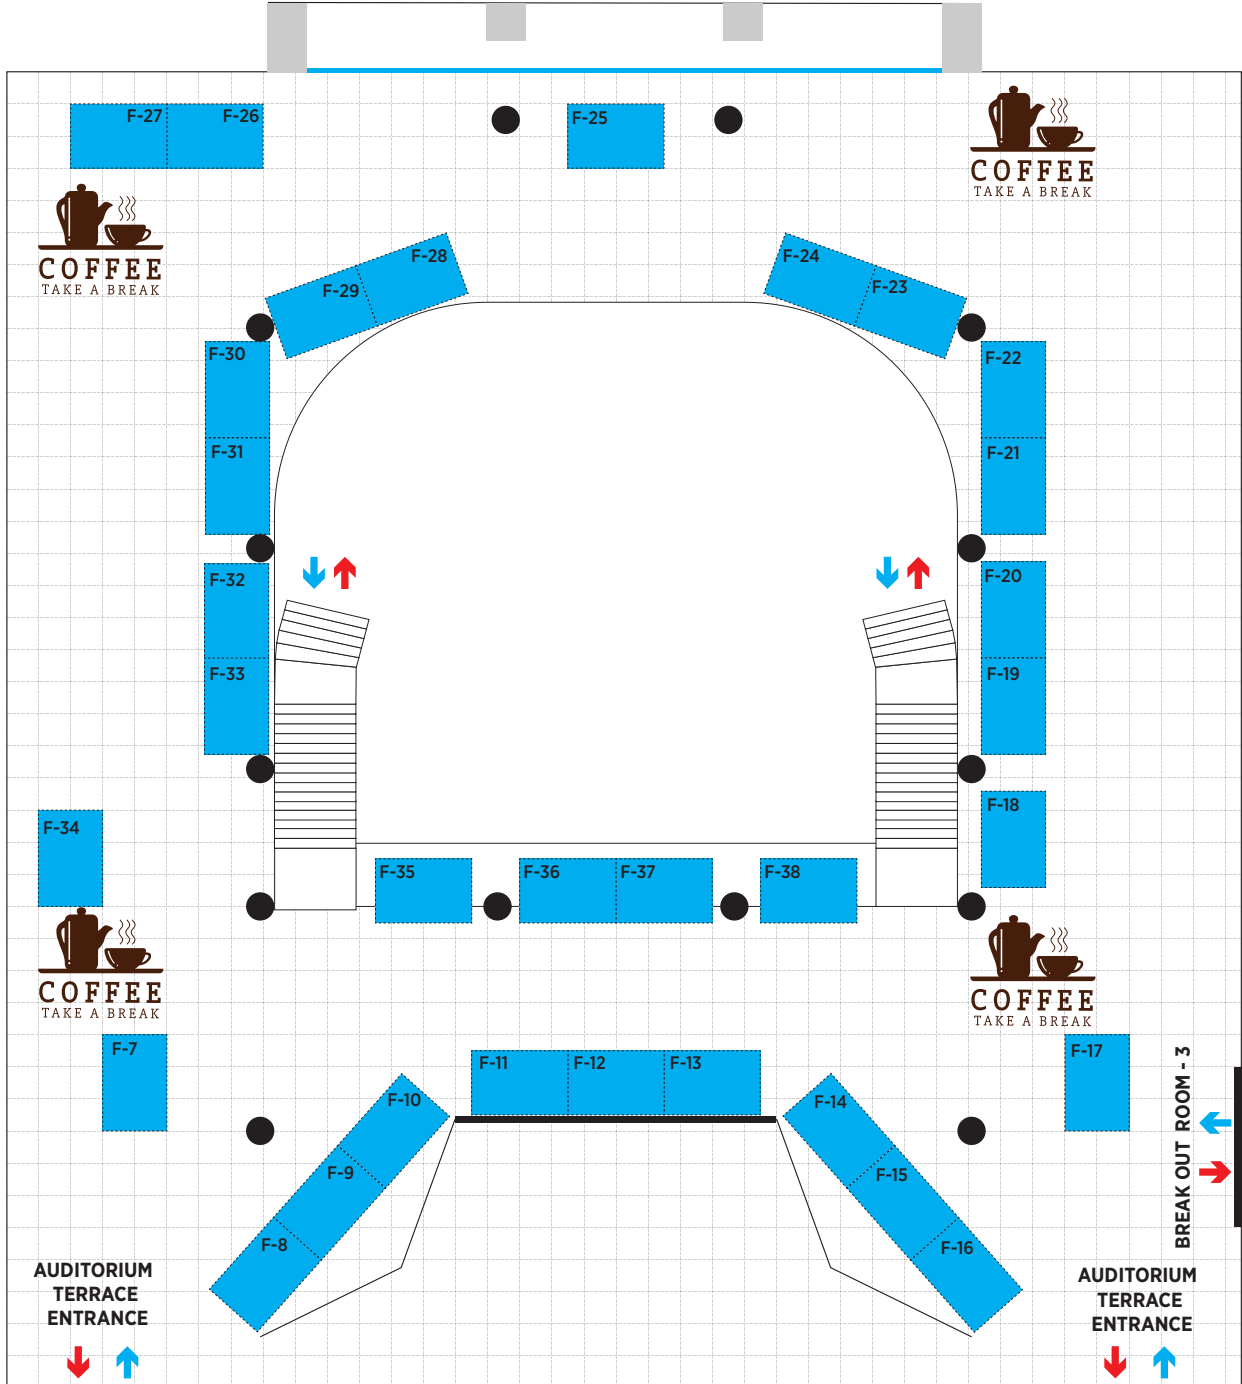 F-27
F-26
F-25
COFFEE
TAKE A BREAK
COFFEE
TAKE A BREAK
F-28
F-29
F-24
F-23
F-30
F-22
F-31
F-21
F-32
F-20
F-33
F-19
F-34
F-18
F-35
F-36
F-37
F-38
COFFEE
TAKE A BREAK
COFFEE
TAKE A BREAK
F-7
F-11
F-12
F-13
F-17
F-10
F-14
F-9
F-15
F-8
F-16
BREAK OUT ROOM - 3
AUDITORIUM
TERRACE
ENTRANCE
AUDITORIUM
TERRACE
ENTRANCE